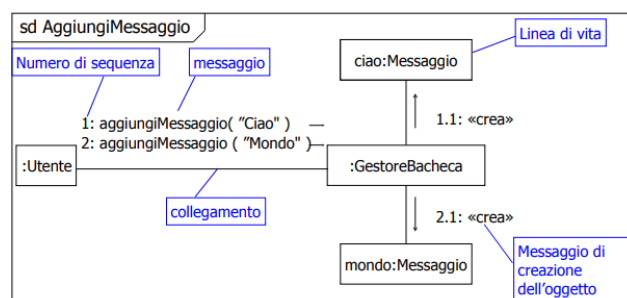 sd AggiungiMessaggio
Linea di vita
Numero di sequenza
messaggio
ciao:Messaggio
1: aggiungiMessaggio( ″Ciao" )
1.1: «crea»
2: aggiungiMessaggio ( ″Mondo" )
:Utente
:GestoreBacheca
collegamento
2.1: «crea»
mondo:Messaggio
Messaggio di
creazione
dell'oggetto